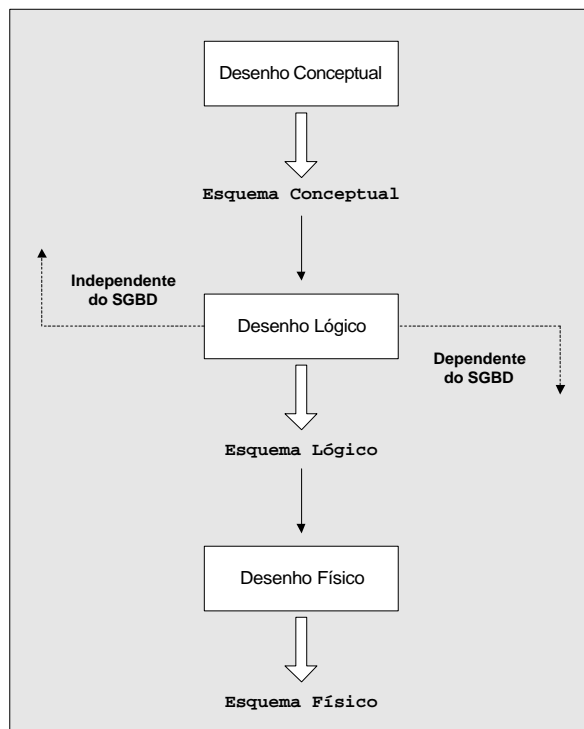 Desenho Conceptual
Esquema Conceptual
Independente
do SGBD
Desenho Lógico
Dependente
do SGBD
Esquema Lógico
Desenho Físico
Esquema Físico